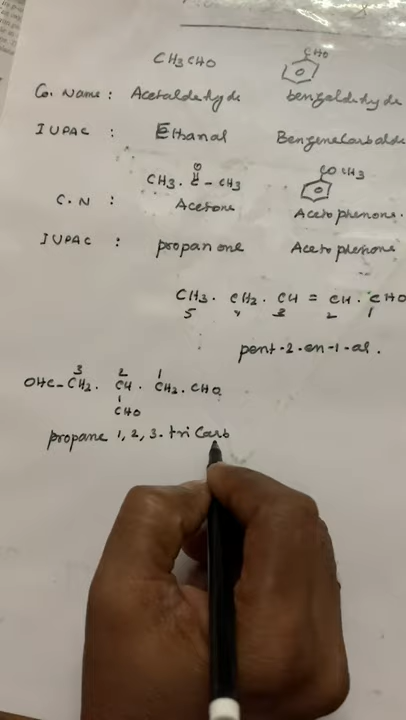 CH3CHO CHO
Co. Name : Acetaldehyde benzaldehyde
IUPAC : Ethanal Benzenecarbalde
O
CH3 . C - CH3 COCH3
C.N : Acetone Acetophenone.
IUPAC : propanone Acetophenone
CH3 . CH2 . CH = CH . CHO
5 4 3 2 1
pent-2-en-1-al.
3 2 1
OHC-CH2 . CH . CH2 . CHO
CHO
propane 1, 2, 3 - tricarb